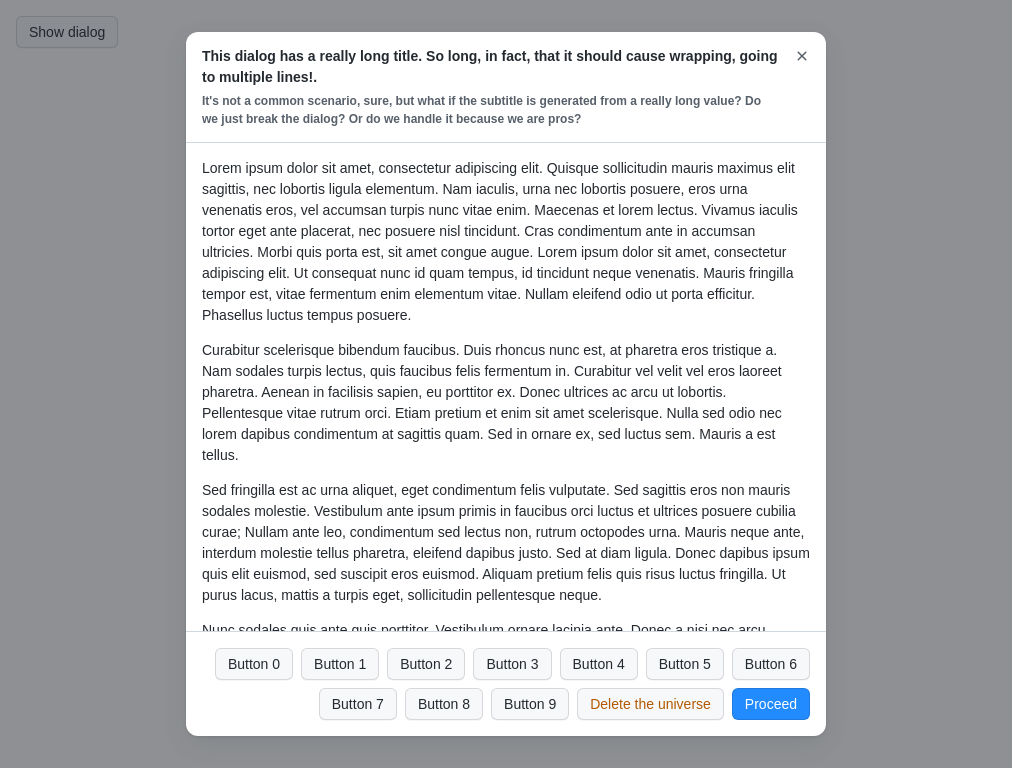 Show dialog
This dialog has a really long title. So long, in fact, that it should cause wrapping, going
to multiple lines!.
It's not a common scenario, sure, but what if the subtitle is generated from a really long value? Do
we just break the dialog? Or do we handle it because we are pros?
Lorem ipsum dolor sit amet, consectetur adipiscing elit. Quisque sollicitudin mauris maximus elit
sagittis, nec lobortis ligula elementum. Nam iaculis, urna nec lobortis posuere, eros urna
venenatis eros, vel accumsan turpis nunc vitae enim. Maecenas et lorem lectus. Vivamus iaculis
tortor eget ante placerat, nec posuere nisl tincidunt. Cras condimentum ante in accumsan
ultricies. Morbi quis porta est, sit amet congue augue. Lorem ipsum dolor sit amet, consectetur
adipiscing elit. Ut consequat nunc id quam tempus, id tincidunt neque venenatis. Mauris fringilla
tempor est, vitae fermentum enim elementum vitae. Nullam eleifend odio ut porta efficitur.
Phasellus luctus tempus posuere.
Curabitur scelerisque bibendum faucibus. Duis rhoncus nunc est, at pharetra eros tristique a.
Nam sodales turpis lectus, quis faucibus felis fermentum in. Curabitur vel velit vel eros laoreet
pharetra. Aenean in facilisis sapien, eu porttitor ex. Donec ultrices ac arcu ut lobortis.
Pellentesque vitae rutrum orci. Etiam pretium et enim sit amet scelerisque. Nulla sed odio nec
lorem dapibus condimentum at sagittis quam. Sed in ornare ex, sed luctus sem. Mauris a est
tellus.
Sed fringilla est ac urna aliquet, eget condimentum felis vulputate. Sed sagittis eros non mauris
sodales molestie. Vestibulum ante ipsum primis in faucibus orci luctus et ultrices posuere cubilia
curae; Nullam ante leo, condimentum sed lectus non, rutrum octopodes urna. Mauris neque ante,
interdum molestie tellus pharetra, eleifend dapibus justo. Sed at diam ligula. Donec dapibus ipsum
quis elit euismod, sed suscipit eros euismod. Aliquam pretium felis quis risus luctus fringilla. Ut
purus lacus, mattis a turpis eget, sollicitudin pellentesque neque.
Nunc sodales quis ante quis porttitor. Vestibulum ornare lacinia ante. Donec a nisi nec arcu
Button 0 Button 1 Button 2 Button 3 Button 4 Button 5 Button 6
Button 7 Button 8 Button 9 Delete the universe Proceed